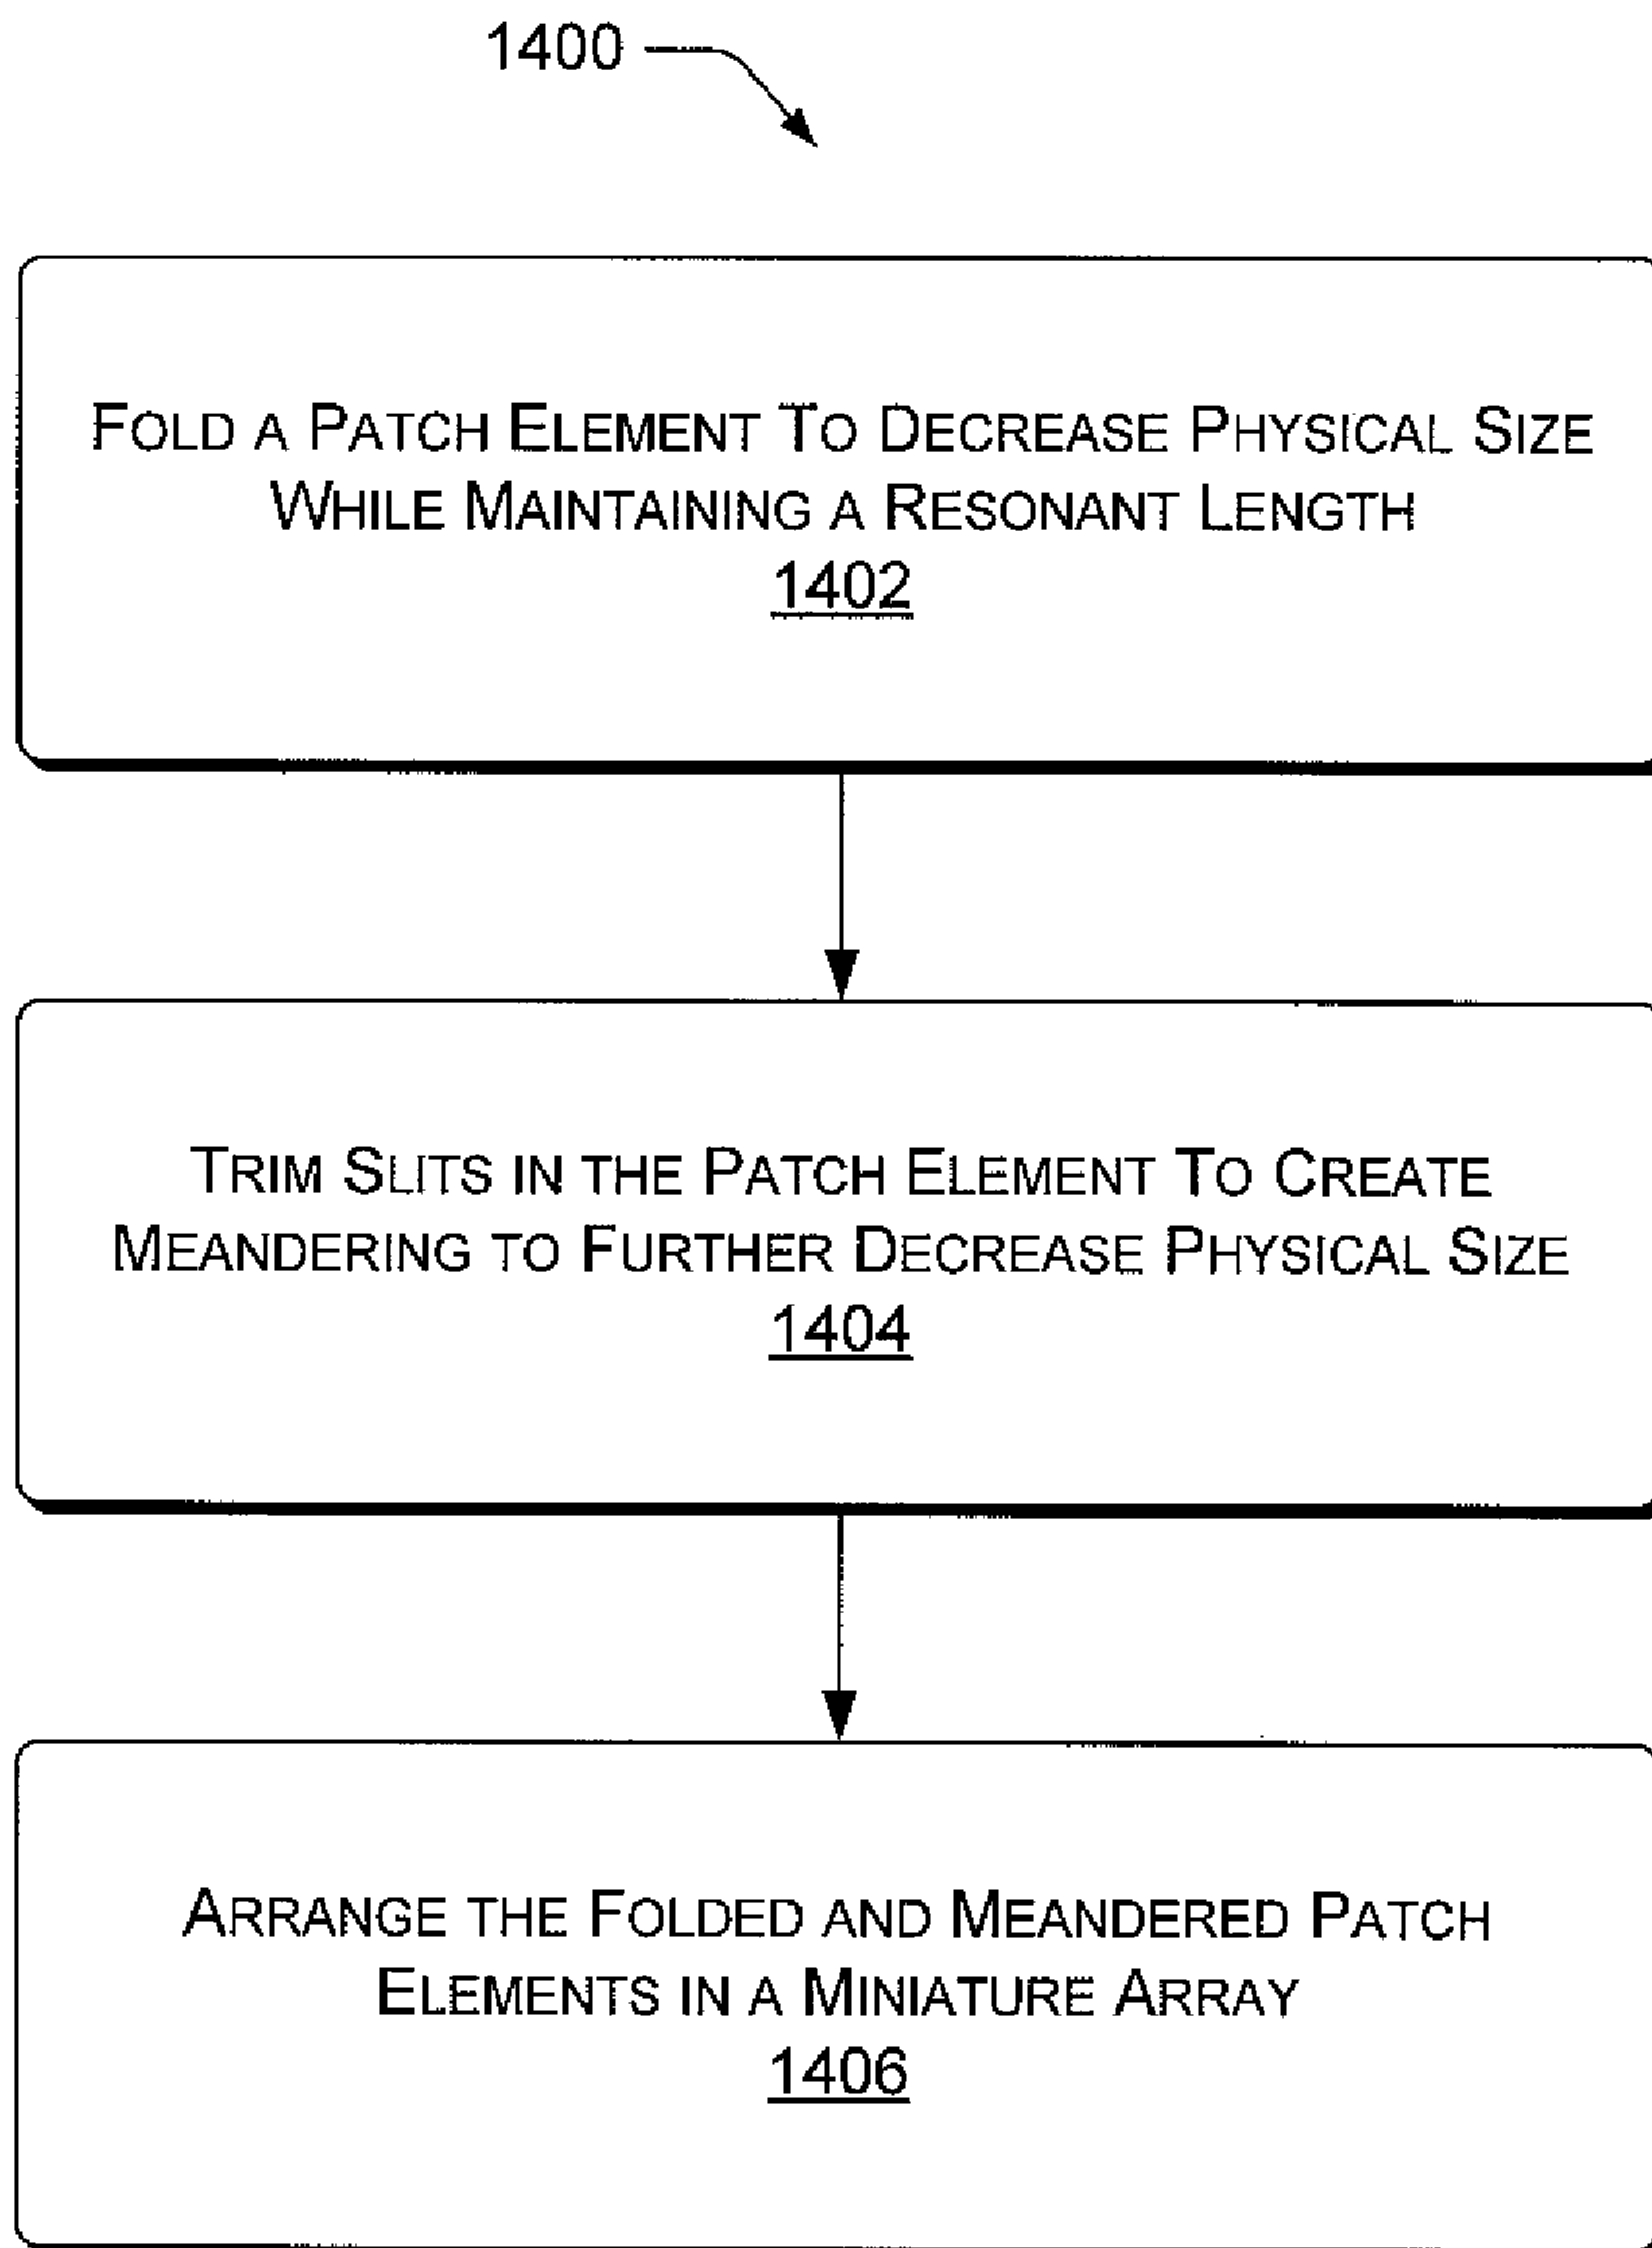 1400
FOLD A PATCH ELEMENT TO DECREASE PHYSICAL SIZE
WHILE MAINTAINING A RESONANT LENGTH
1402
TRIM SLITS IN THE PATCH ELEMENT TO CREATE
MEANDERING TO FURTHER DECREASE PHYSICAL SIZE
1404
ARRANGE THE FOLDED AND MEANDERED PATCH
ELEMENTS IN A MINIATURE ARRAY
1406